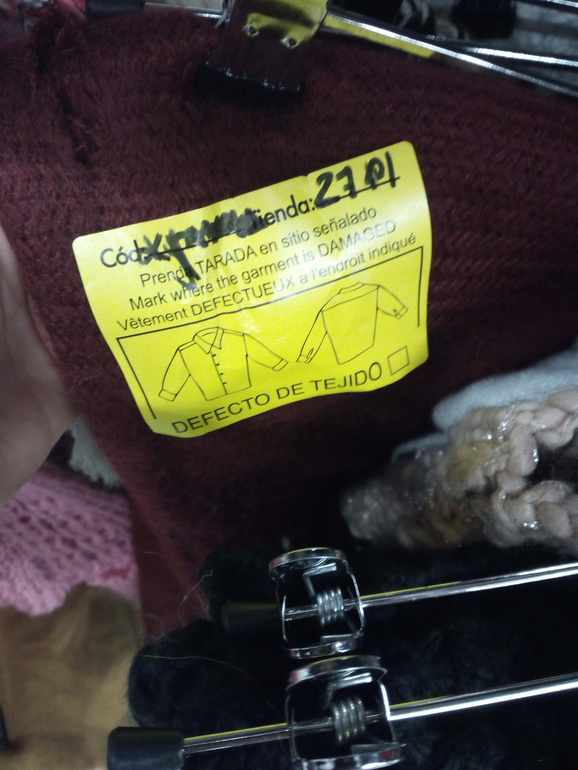 Cód: Tienda: 27
Prenda TARADA en sitio señalado
Mark where the garment is DAMAGED
Vêtement DEFECTUEUX a l'endroit indiqué
DEFECTO DE TEJIDO